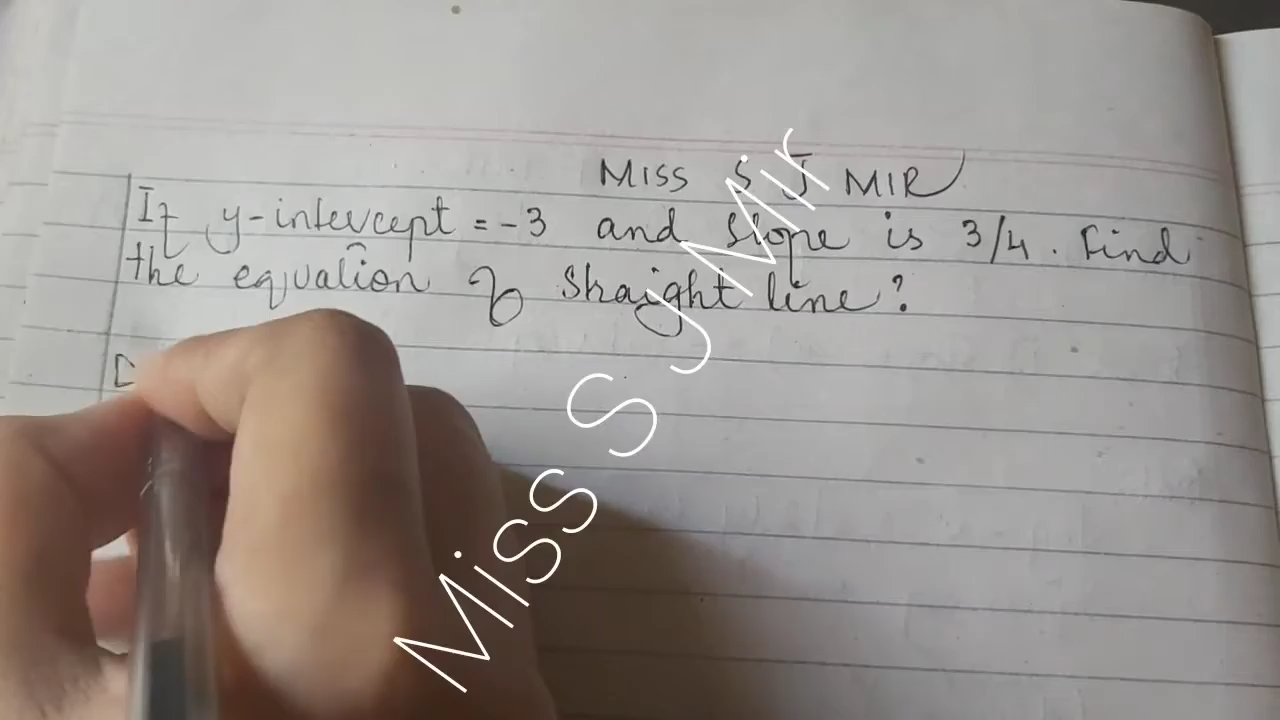 MISS S J MIR
If y-intercept = -3 and slope is 3/4. Find
the equation of Straight line?
D
Miss S J Mir